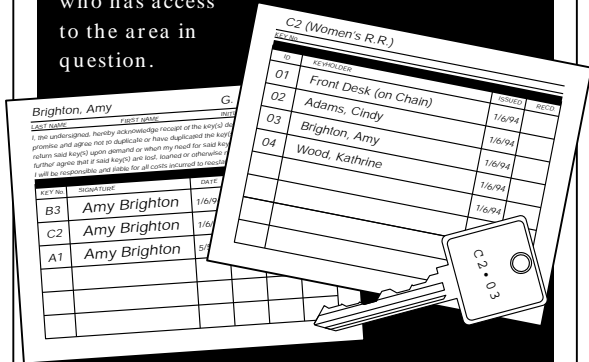 who has access
to the area in
question.
C2 (Women's R.R.)
KEY No.
ID KEYHOLDER ISSUED RECD.
01 Front Desk (on Chain) 1/6/94
02 Adams, Cindy 1/6/94
03 Brighton, Amy 1/6/94
04 Wood, Kathrine 1/6/94
Brighton, Amy G.
LAST NAME FIRST NAME INITI
I, the undersigned, hereby acknowledge receipt of the key(s) de
promise and agree not to duplicate or have duplicated the key(
return said key(s) upon demand or when my need for said key
further agree that if said key(s) are lost, loaned or otherwise
I will be responsible and liable for all costs incurred to reesta
KEY No. SIGNATURE DATE
B3 Amy Brighton 1/6/9
C2 Amy Brighton 1/6/
A1 Amy Brighton 5/
C2•03